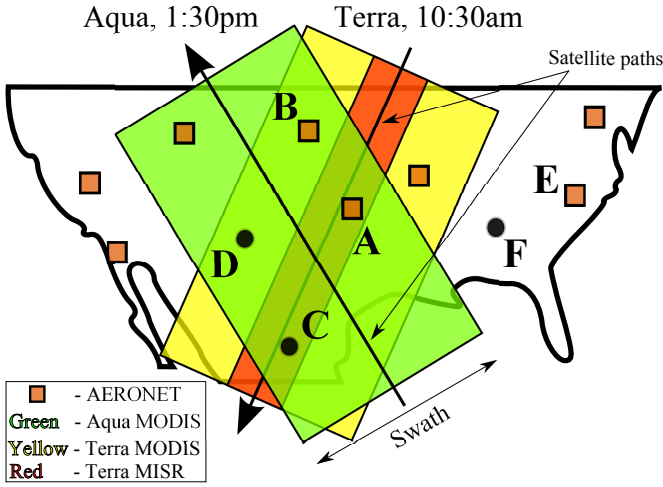 Aqua, 1:30pm
Terra, 10:30am
Satellite paths
B
E
A
F
D
C
Swath
- AERONET
Green - Aqua MODIS
Yellow - Terra MODIS
Red - Terra MISR